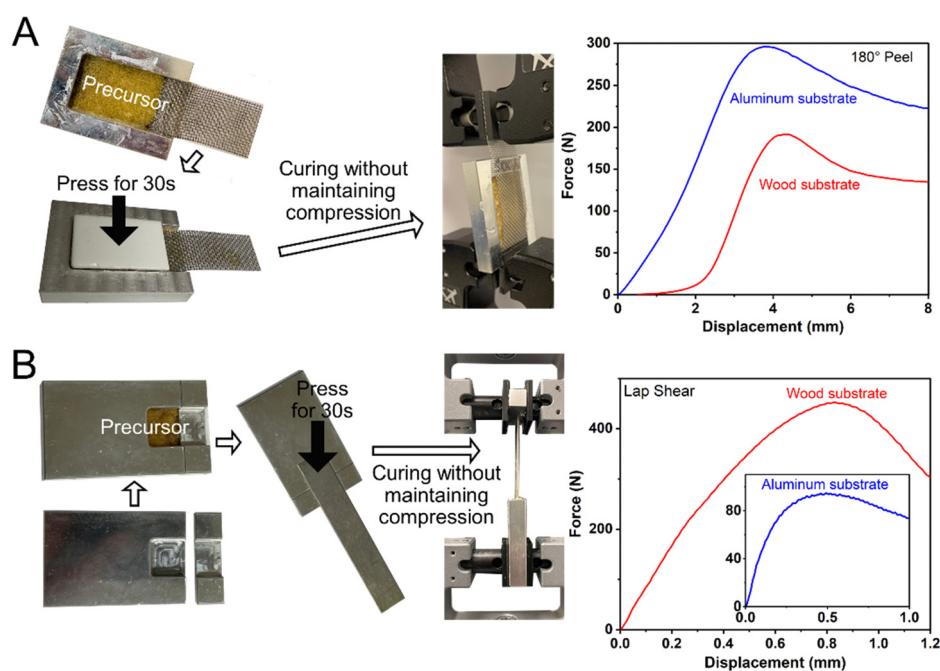 A
Precursor
Press for 30s
Curing without
maintaining
compression
180° Peel
Aluminum substrate
Wood substrate
Force (N)
300
250
200
150
100
50
0
0 2 4 6 8
Displacement (mm)
B
Precursor
Press
for 30s
Curing without
maintaining
compression
Lap Shear
Wood substrate
Aluminum substrate
Force (N)
400
200
0
80
40
0
0.0 0.5 1.0
0.0 0.2 0.4 0.6 0.8 1.0 1.2
Displacement (mm)